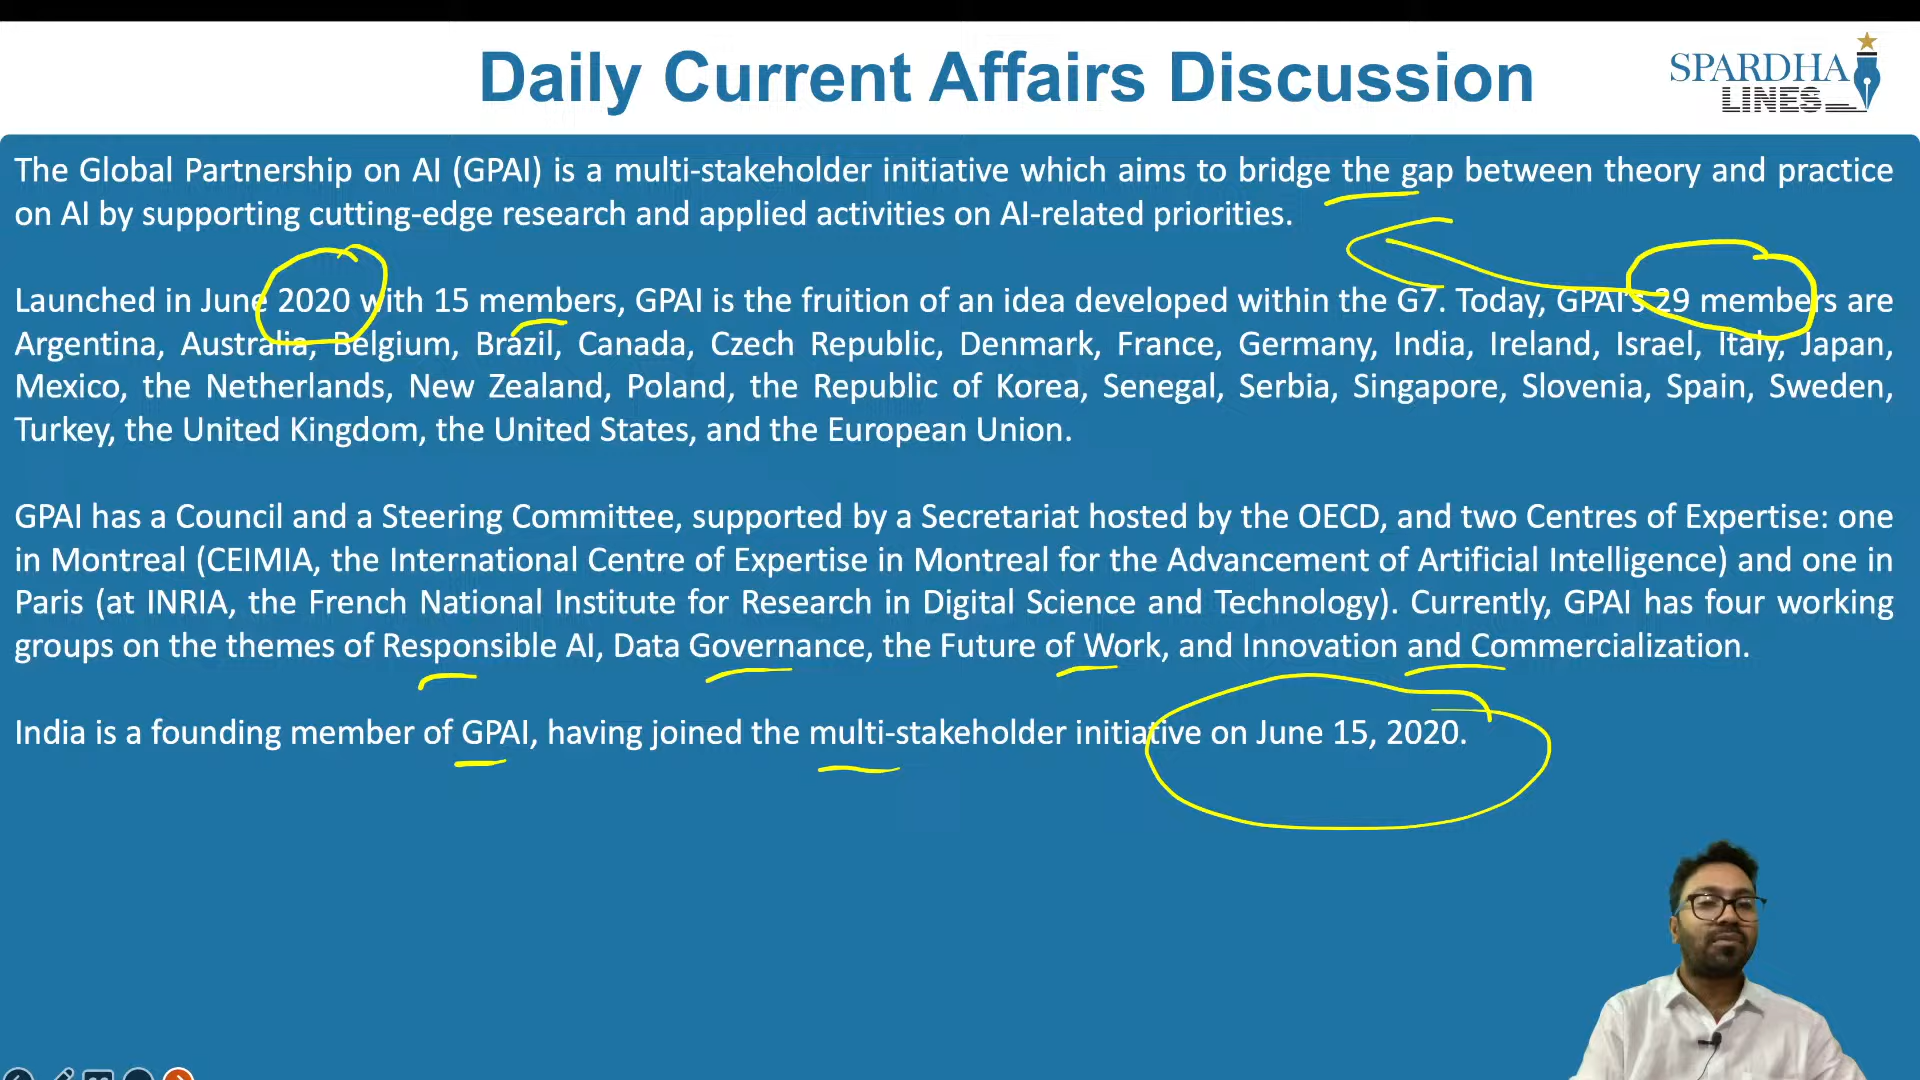 Daily Current Affairs Discussion
SPARDHA
LINES
The Global Partnership on AI (GPAI) is a multi-stakeholder initiative which aims to bridge the gap between theory and practice
on AI by supporting cutting-edge research and applied activities on AI-related priorities.
Launched in June 2020 with 15 members, GPAI is the fruition of an idea developed within the G7. Today, GPAI's 29 members are
Argentina, Australia, Belgium, Brazil, Canada, Czech Republic, Denmark, France, Germany, India, Ireland, Israel, Italy, Japan,
Mexico, the Netherlands, New Zealand, Poland, the Republic of Korea, Senegal, Serbia, Singapore, Slovenia, Spain, Sweden,
Turkey, the United Kingdom, the United States, and the European Union.
GPAI has a Council and a Steering Committee, supported by a Secretariat hosted by the OECD, and two Centres of Expertise: one
in Montreal (CEIMIA, the International Centre of Expertise in Montreal for the Advancement of Artificial Intelligence) and one in
Paris (at INRIA, the French National Institute for Research in Digital Science and Technology). Currently, GPAI has four working
groups on the themes of Responsible AI, Data Governance, the Future of Work, and Innovation and Commercialization.
India is a founding member of GPAI, having joined the multi-stakeholder initiative on June 15, 2020.